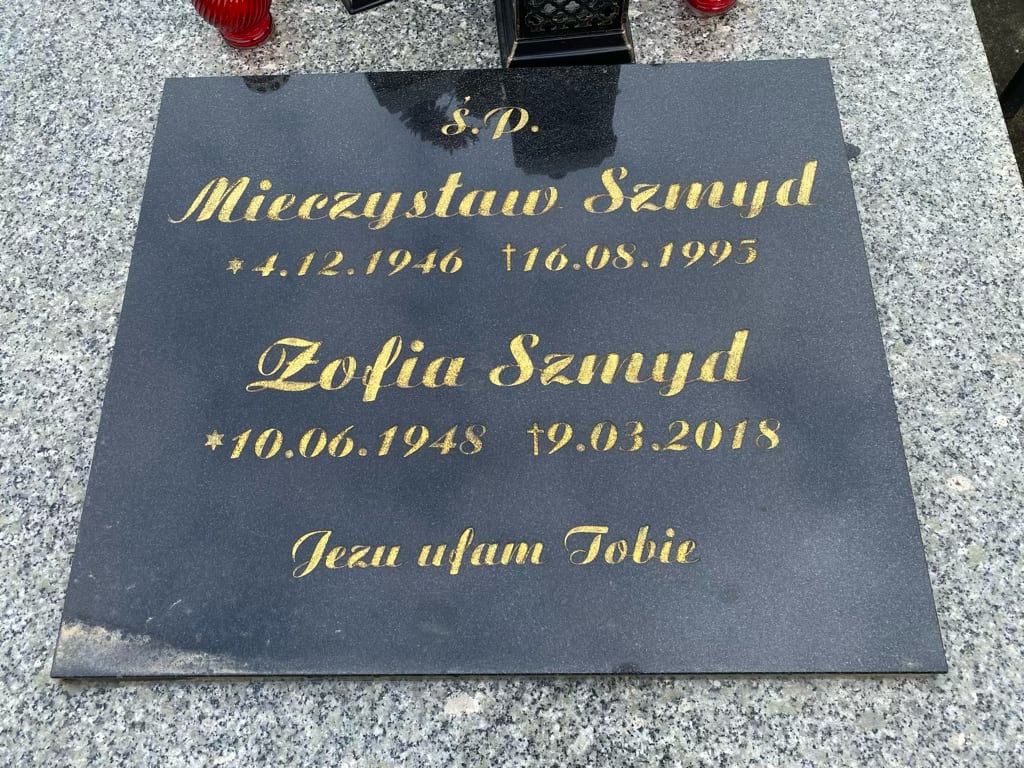 ś.P.
Mieczysław Szmyd
*4.12.1946 †16.08.1995
Zofia Szmyd
*10.06.1948 †9.03.2018
Jezu ufam Tobie